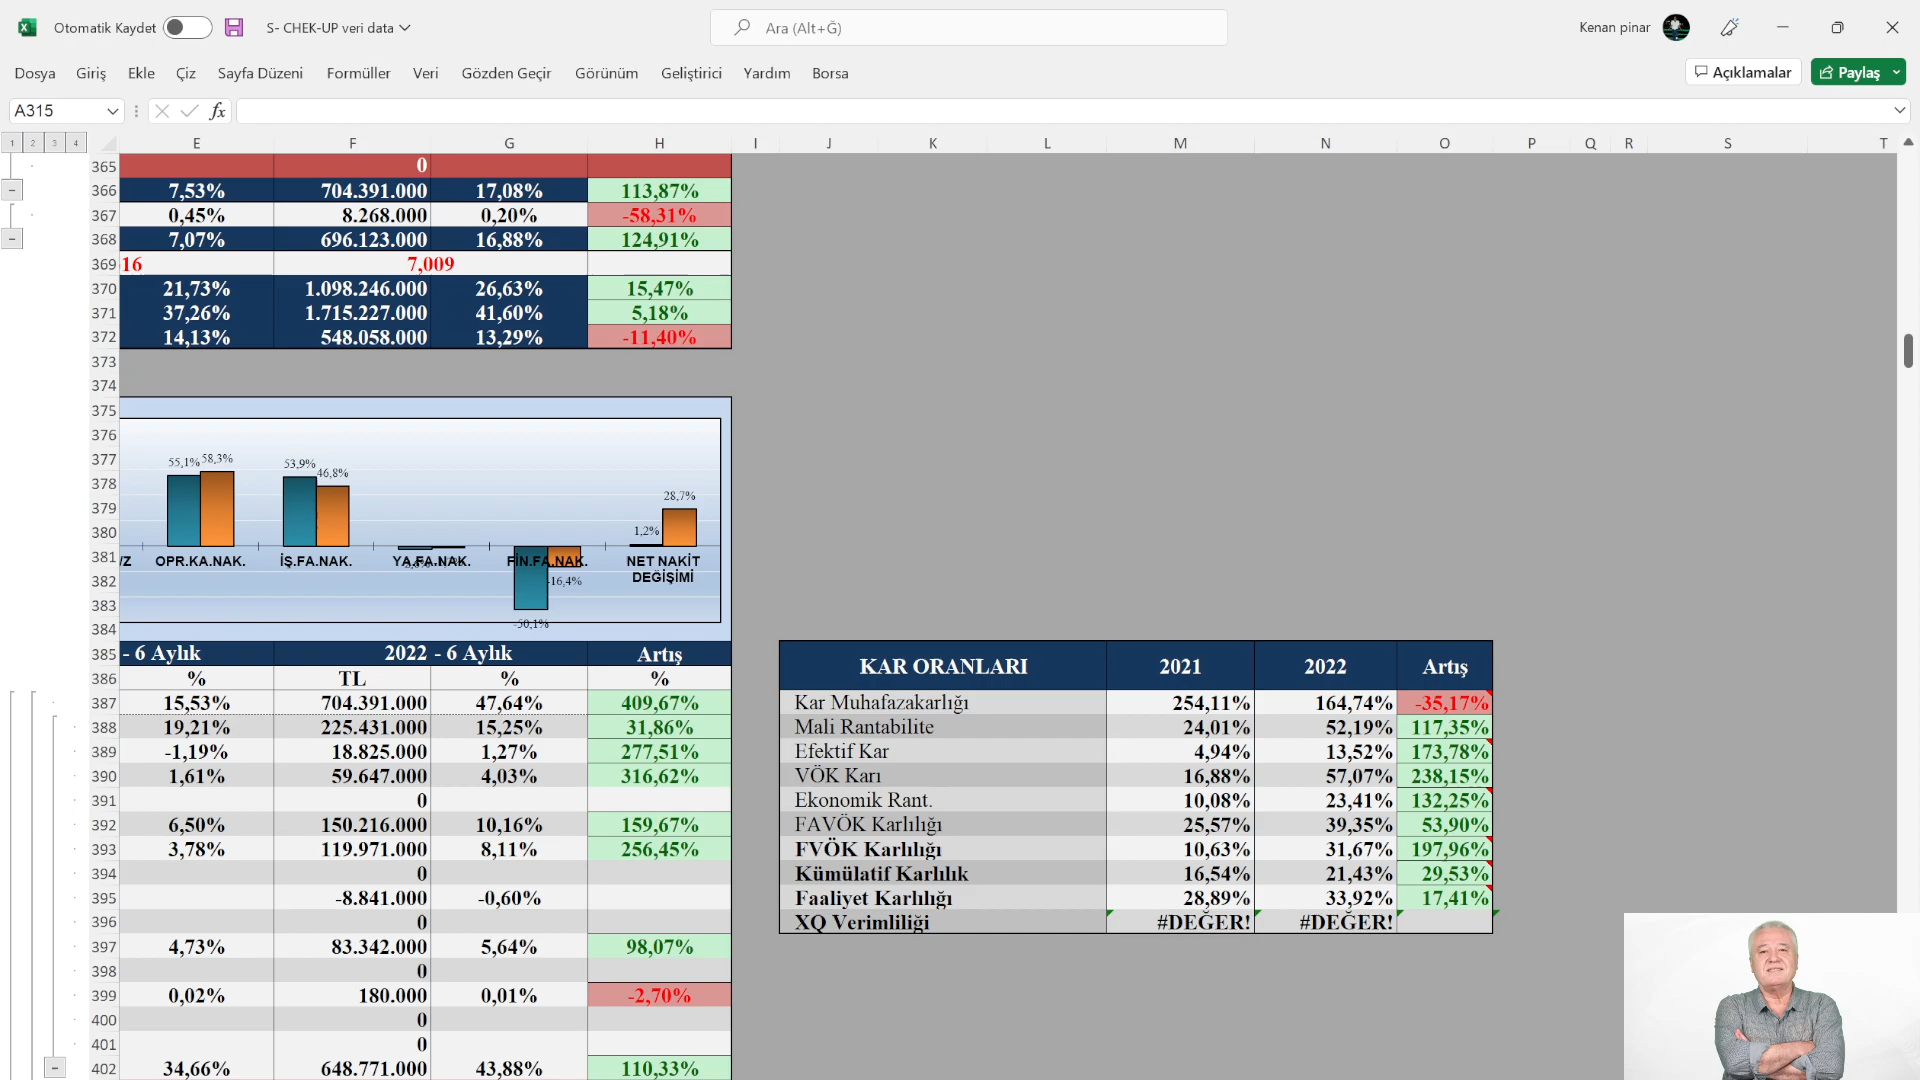 Otomatik Kaydet
S- CHEK-UP veri data
Ara (Alt+Ğ)
Kenan pinar
Dosya Giriş Ekle Çiz Sayfa Düzeni Formüller Veri Gözden Geçir Görünüm Geliştirici Yardım Borsa
Açıklamalar Paylaş
A315 fx
1 2 3 4 E F G H I J K L M N O P Q R S T
365 0
366 7,53% 704.391.000 17,08% 113,87%
367 0,45% 8.268.000 0,20% -58,31%
368 7,07% 696.123.000 16,88% 124,91%
369 16 7,009
370 21,73% 1.098.246.000 26,63% 15,47%
371 37,26% 1.715.227.000 41,60% 5,18%
372 14,13% 548.058.000 13,29% -11,40%
373
374
375
376
377
378
379
380
381
382
383
384
55,1% 58,3% 53,9% 46,8% 28,7%
1,2%
/Z OPR.KA.NAK. İŞ.FA.NAK. YA.FA.NAK. FİN.FA.NAK. NET NAKİT DEĞİŞİMİ
-16,4%
-50,1%
385 - 6 Aylık 2022 - 6 Aylık Artış
386 % TL % %
387 15,53% 704.391.000 47,64% 409,67%
388 19,21% 225.431.000 15,25% 31,86%
389 -1,19% 18.825.000 1,27% 277,51%
390 1,61% 59.647.000 4,03% 316,62%
391 0
392 6,50% 150.216.000 10,16% 159,67%
393 3,78% 119.971.000 8,11% 256,45%
394 0
395 -8.841.000 -0,60%
396 0
397 4,73% 83.342.000 5,64% 98,07%
398 0
399 0,02% 180.000 0,01% -2,70%
400 0
401 0
402 34,66% 648.771.000 43,88% 110,33%
KAR ORANLARI 2021 2022 Artış
Kar Muhafazakarlığı 254,11% 164,74% -35,17%
Mali Rantabilite 24,01% 52,19% 117,35%
Efektif Kar 4,94% 13,52% 173,78%
VÖK Karı 16,88% 57,07% 238,15%
Ekonomik Rant. 10,08% 23,41% 132,25%
FAVÖK Karlılığı 25,57% 39,35% 53,90%
FVÖK Karlılığı 10,63% 31,67% 197,96%
Kümülatif Karlılık 16,54% 21,43% 29,53%
Faaliyet Karlılığı 28,89% 33,92% 17,41%
XQ Verimliliği #DEĞER! #DEĞER!